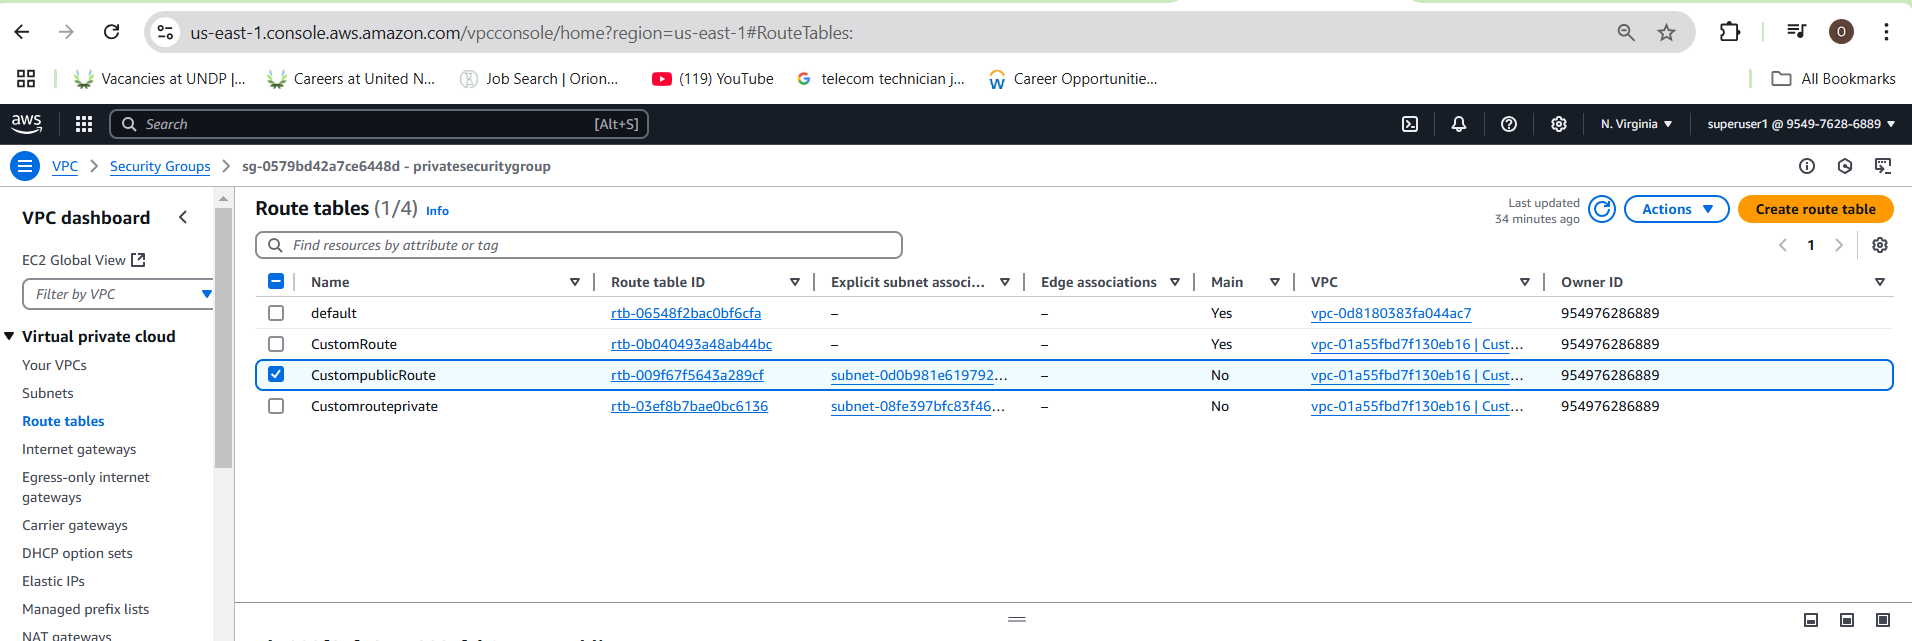 us-east-1.console.aws.amazon.com/vpcconsole/home?region=us-east-1#RouteTables:
O
Vacancies at UNDP |... Careers at United N... Job Search | Orion... (119) YouTube telecom technician j... Career Opportunitie... All Bookmarks
aws Search [Alt+S] N. Virginia superuser1 @ 9549-7628-6889
VPC Security Groups sg-0579bd42a7ce6448d - privatesecuritygroup
VPC dashboard
EC2 Global View
Filter by VPC
Virtual private cloud
Your VPCs
Subnets
Route tables
Internet gateways
Egress-only internet
gateways
Carrier gateways
DHCP option sets
Elastic IPs
Managed prefix lists
NAT gateways
Route tables (1/4) Info
Last updated
34 minutes ago
Actions
Create route table
Find resources by attribute or tag
1
Name Route table ID Explicit subnet associ... Edge associations Main VPC Owner ID
default rtb-06548f2bac0bf6cfa – – Yes vpc-0d8180383fa044ac7 954976286889
CustomRoute rtb-0b040493a48ab44bc – – Yes vpc-01a55fbd7f130eb16 | Cust... 954976286889
CustompublicRoute rtb-009f67f5643a289cf subnet-0d0b981e619792... – No vpc-01a55fbd7f130eb16 | Cust... 954976286889
Customrouteprivate rtb-03ef8b7bae0bc6136 subnet-08fe397bfc83f46... – No vpc-01a55fbd7f130eb16 | Cust... 954976286889